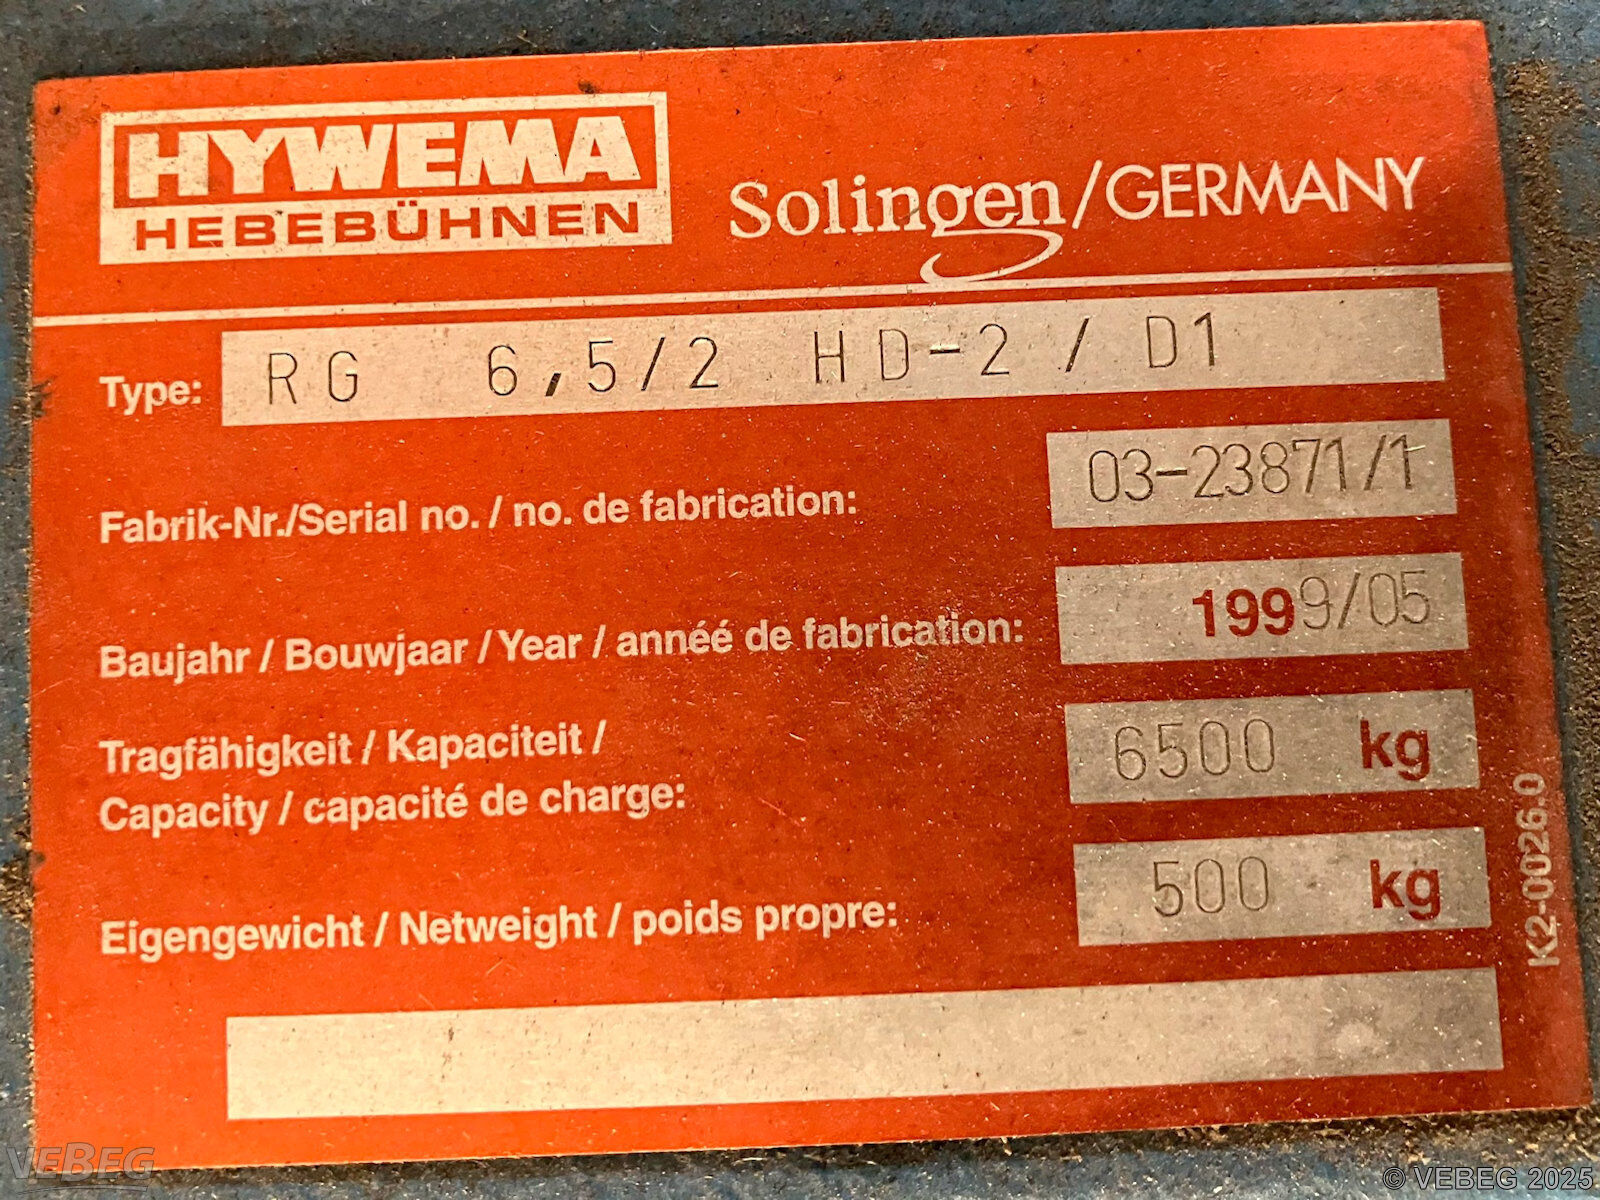 HYWEMA
HEBEBÜHNEN
Solingen/GERMANY
Type: RG 6,5/2 HD-2 / D1
Fabrik-Nr./Serial no. / no. de fabrication: 03-23871/1
Baujahr / Bouwjaar / Year / annéé de fabrication: 1999/05
Tragfähigkeit / Kapaciteit /
Capacity / capacité de charge: 6500 kg
Eigengewicht / Netweight / poids propre: 500 kg
K2-0026.0
VEBEG
© VEBEG 2025